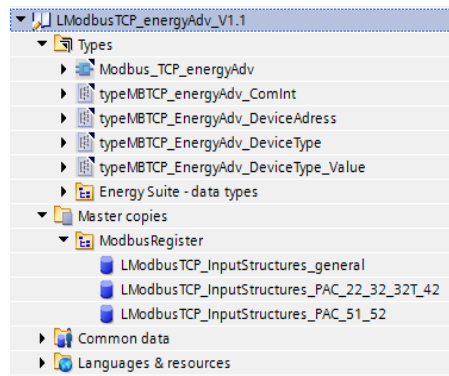 LModbusTCP_energyAdv_V1.1
Types
Modbus_TCP_energyAdv
typeMBTCP_energyAdv_ComInt
typeMBTCP_EnergyAdv_DeviceAdress
typeMBTCP_EnergyAdv_DeviceType
typeMBTCP_EnergyAdv_DeviceType_Value
Energy Suite - data types
Master copies
ModbusRegister
LModbusTCP_InputStructures_general
LModbusTCP_InputStructures_PAC_22_32_32T_42
LModbusTCP_InputStructures_PAC_51_52
Common data
Languages & resources